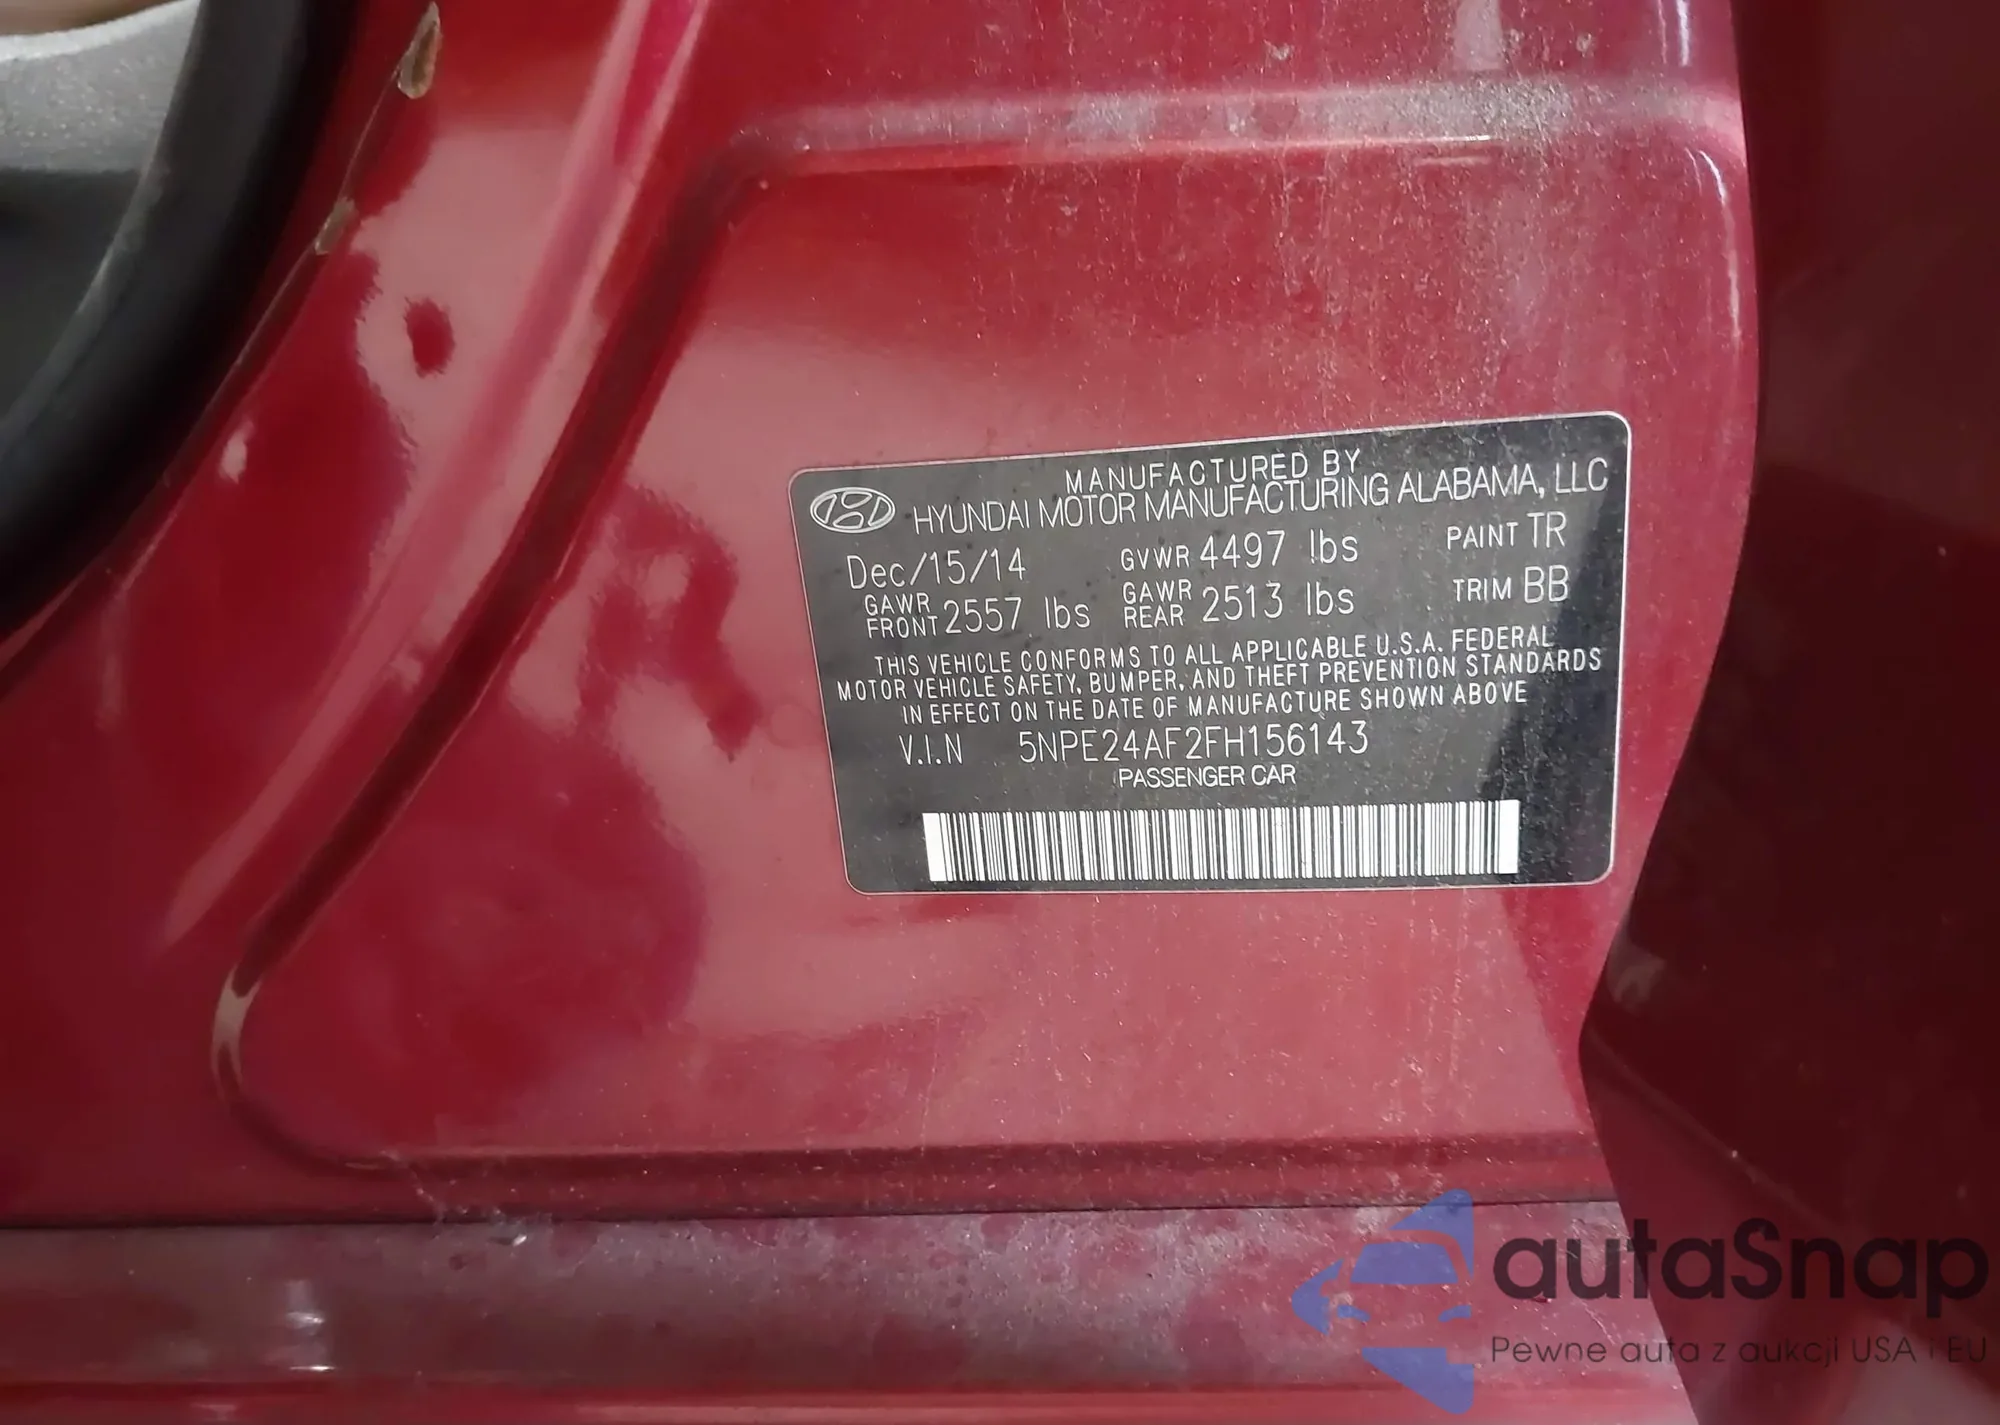 MANUFACTURED BY
HYUNDAI MOTOR MANUFACTURING ALABAMA, LLC
Dec/15/14 GVWR 4497 lbs PAINT TR
GAWR FRONT 2557 lbs GAWR REAR 2513 lbs TRIM BB
THIS VEHICLE CONFORMS TO ALL APPLICABLE U.S.A. FEDERAL
MOTOR VEHICLE SAFETY, BUMPER, AND THEFT PREVENTION STANDARDS
IN EFFECT ON THE DATE OF MANUFACTURE SHOWN ABOVE
V.I.N 5NPE24AF2FH156143
PASSENGER CAR
autaSnap
Pewne auta z aukcji USA i EU